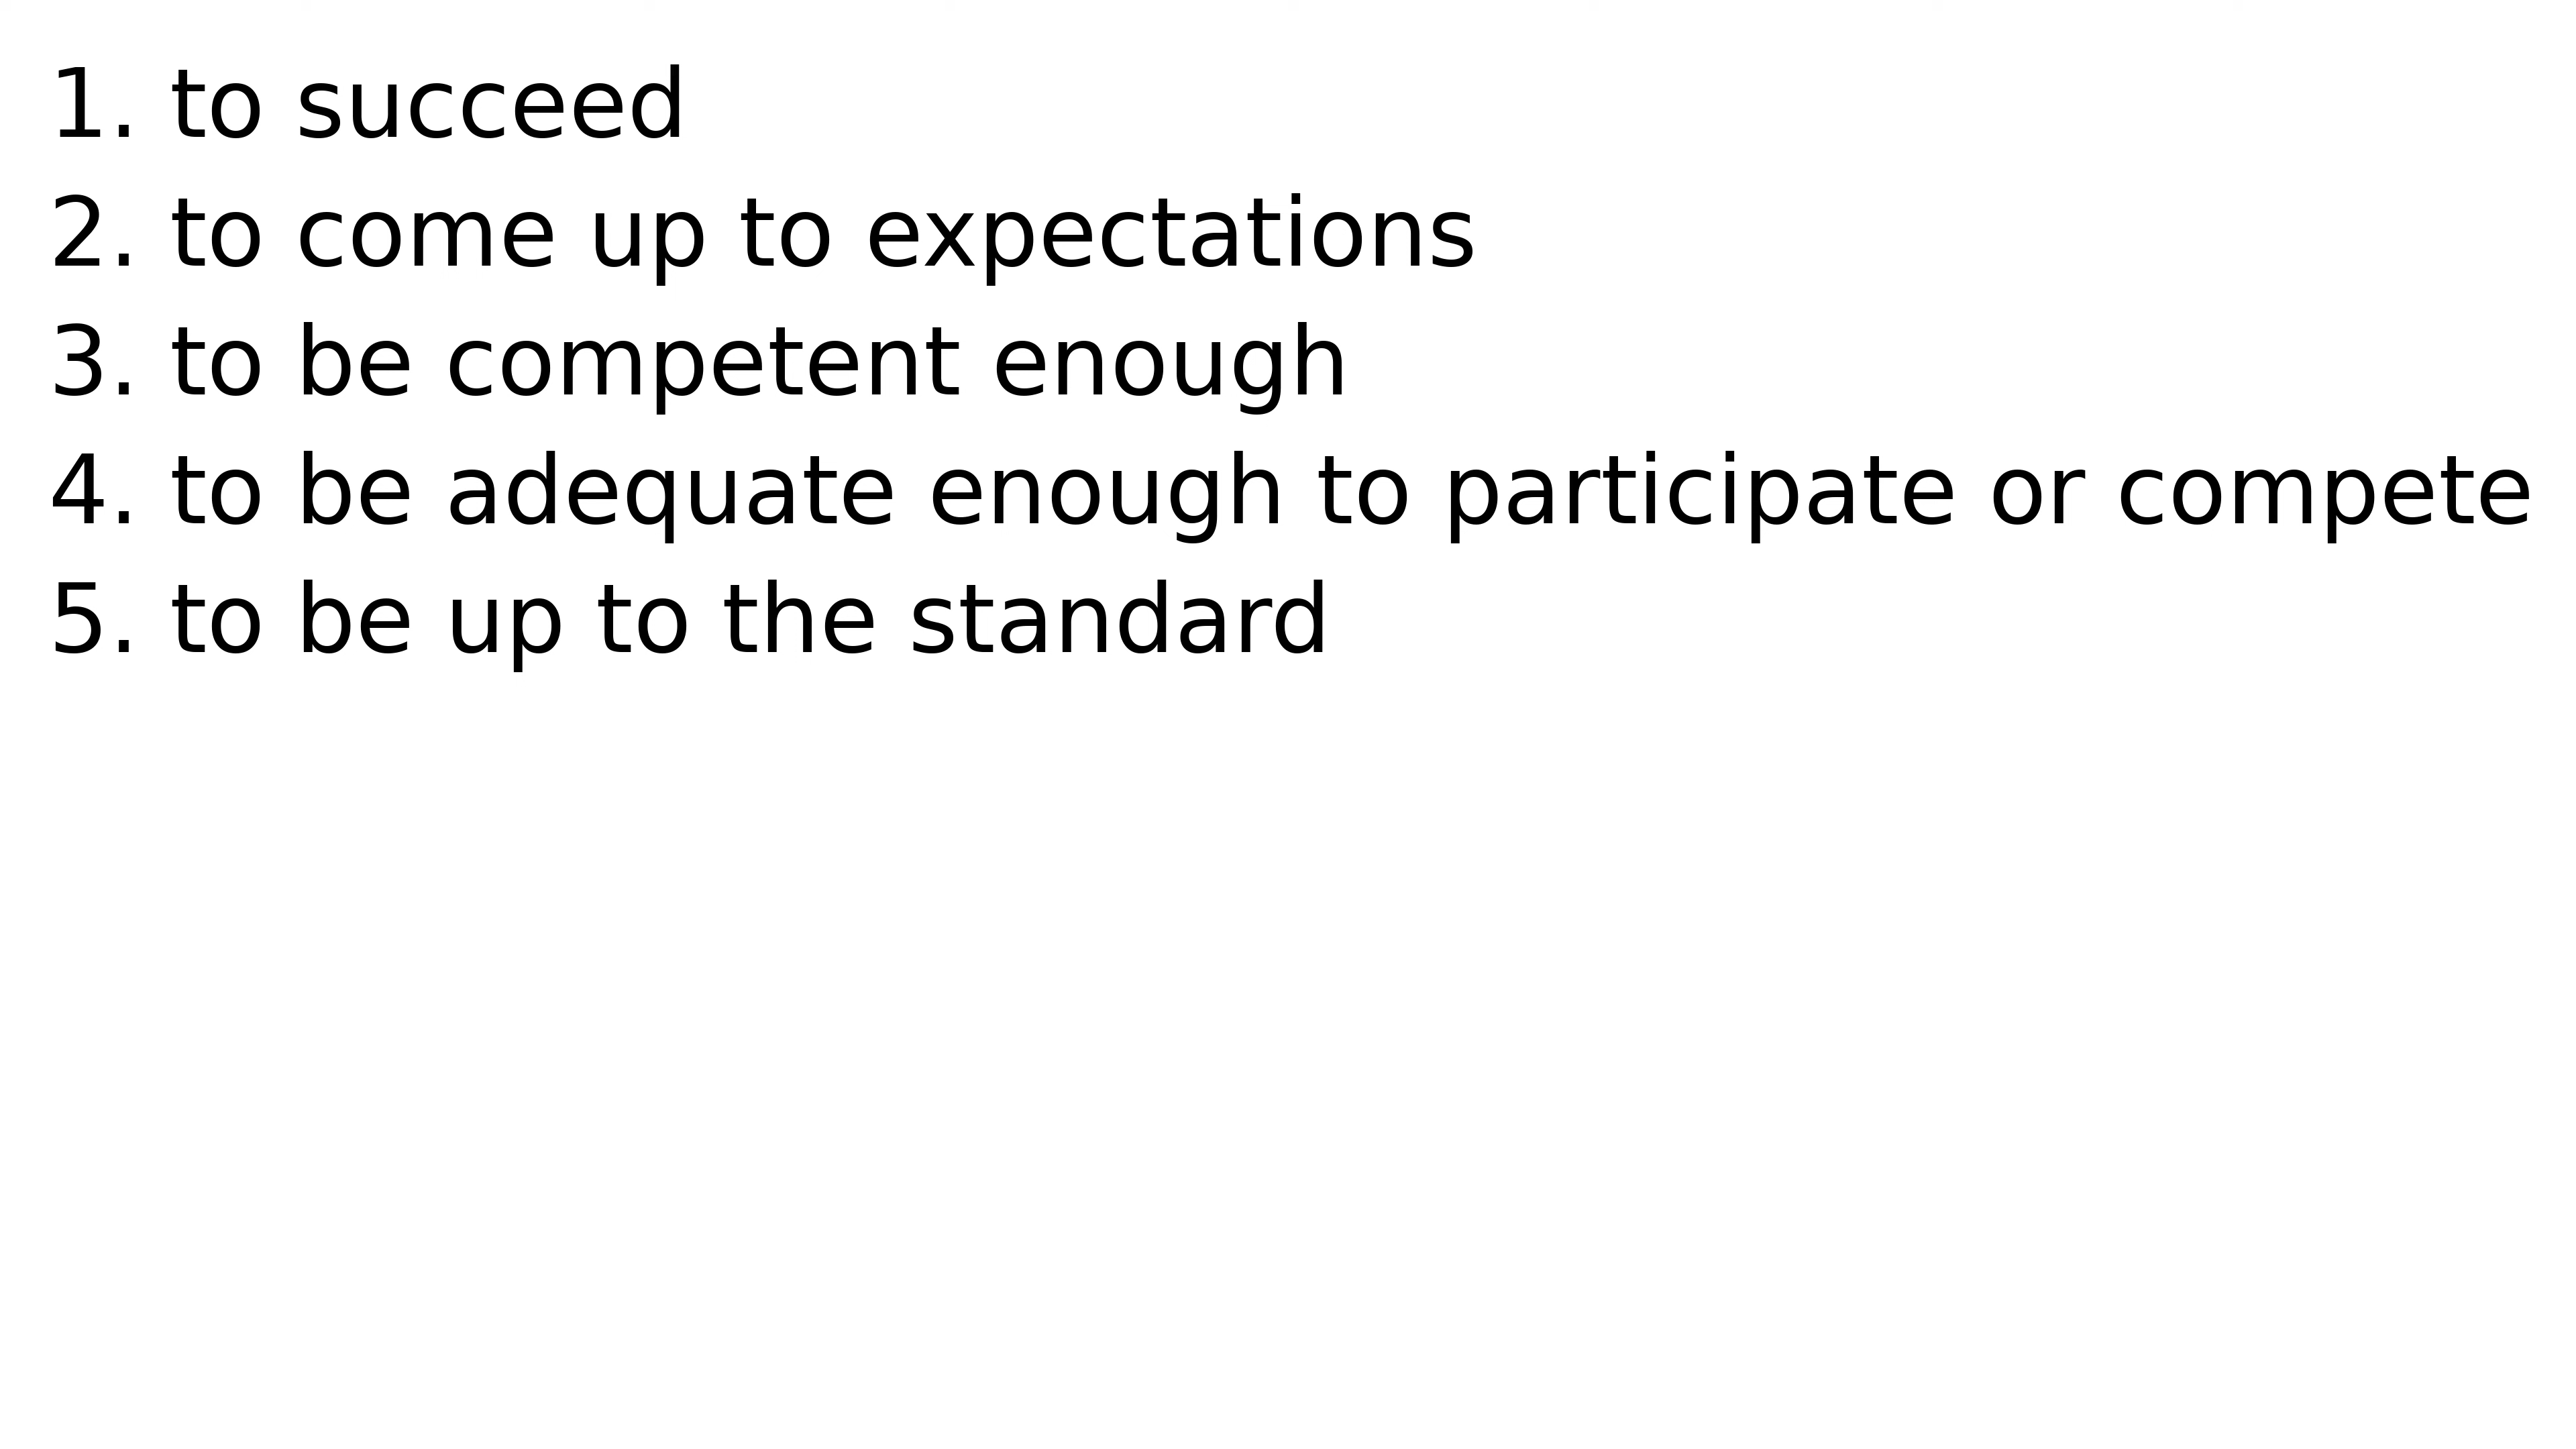 1. to succeed
2. to come up to expectations
3. to be competent enough
4. to be adequate enough to participate or compete
5. to be up to the standard